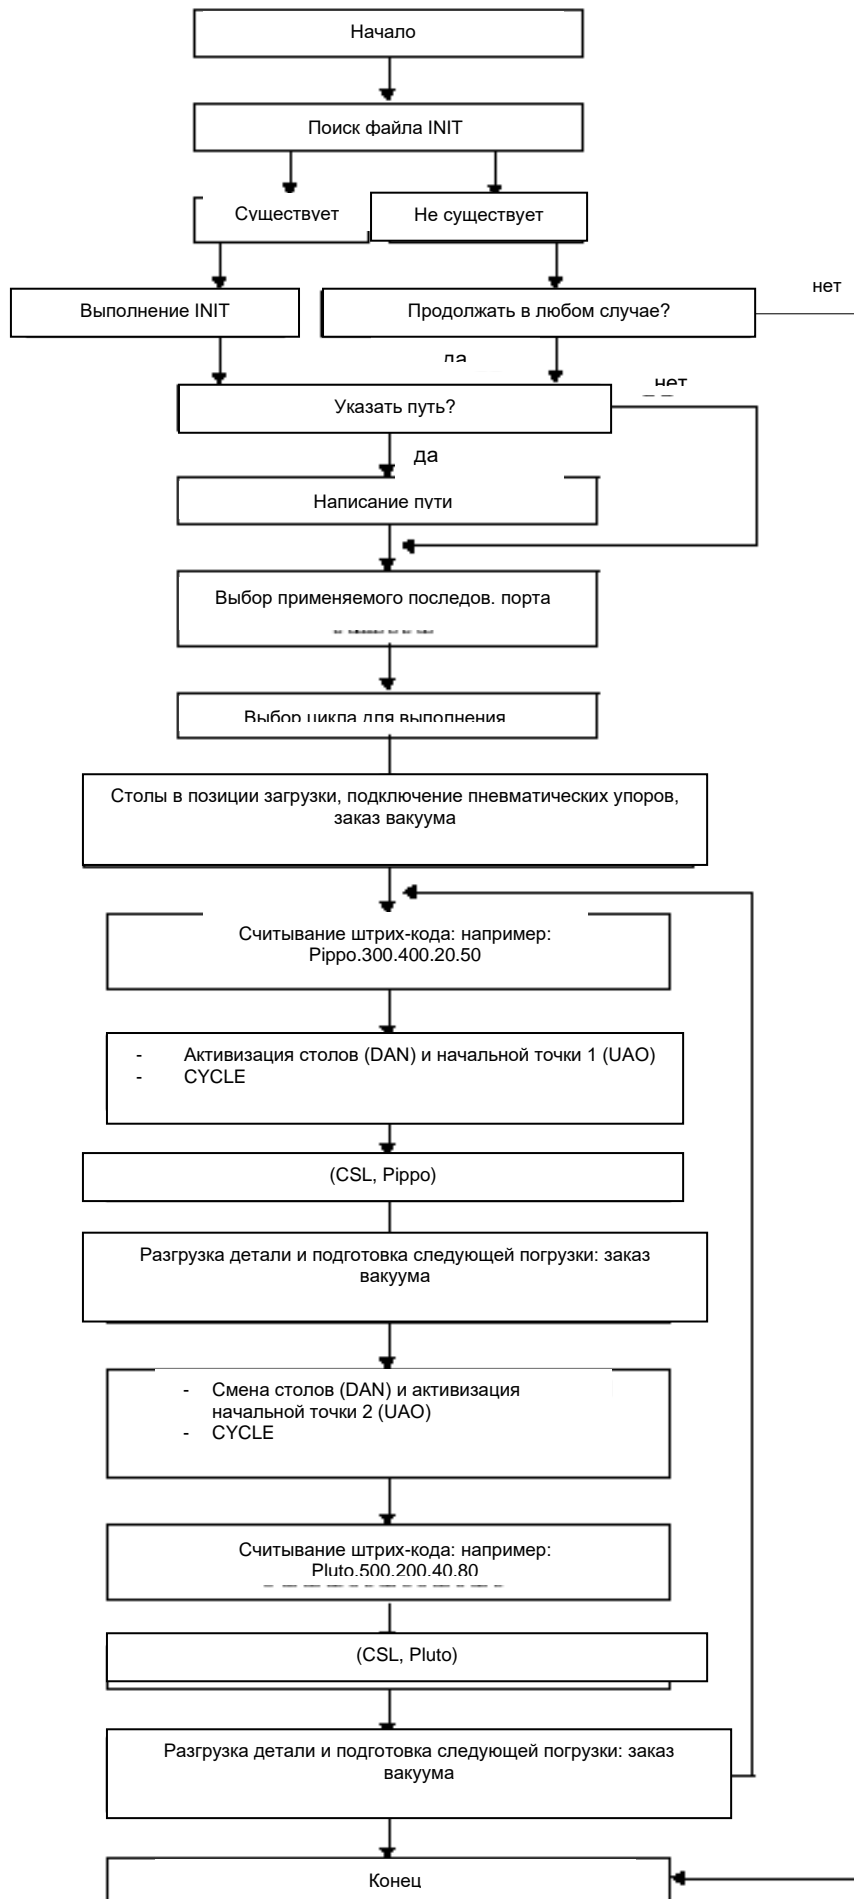 Начало
Поиск файла INIT
Существует
Не существует
нет
Выполнение INIT
Продолжать в любом случае?
да
нет
Указать путь?
да
Написание пути
Выбор применяемого последов. порта
Выбор цикла для выполнения
Столы в позиции загрузки, подключение пневматических упоров,
заказ вакуума
Считывание штрих-кода: например:
Pippo.300.400.20.50
- Активизация столов (DAN) и начальной точки 1 (UAO)
- CYCLE
(CSL, Pippo)
Разгрузка детали и подготовка следующей погрузки: заказ
вакуума
- Смена столов (DAN) и активизация
начальной точки 2 (UAO)
- CYCLE
Считывание штрих-кода: например:
Pluto.500.200.40.80
(CSL, Pluto)
Разгрузка детали и подготовка следующей погрузки: заказ
вакуума
Конец